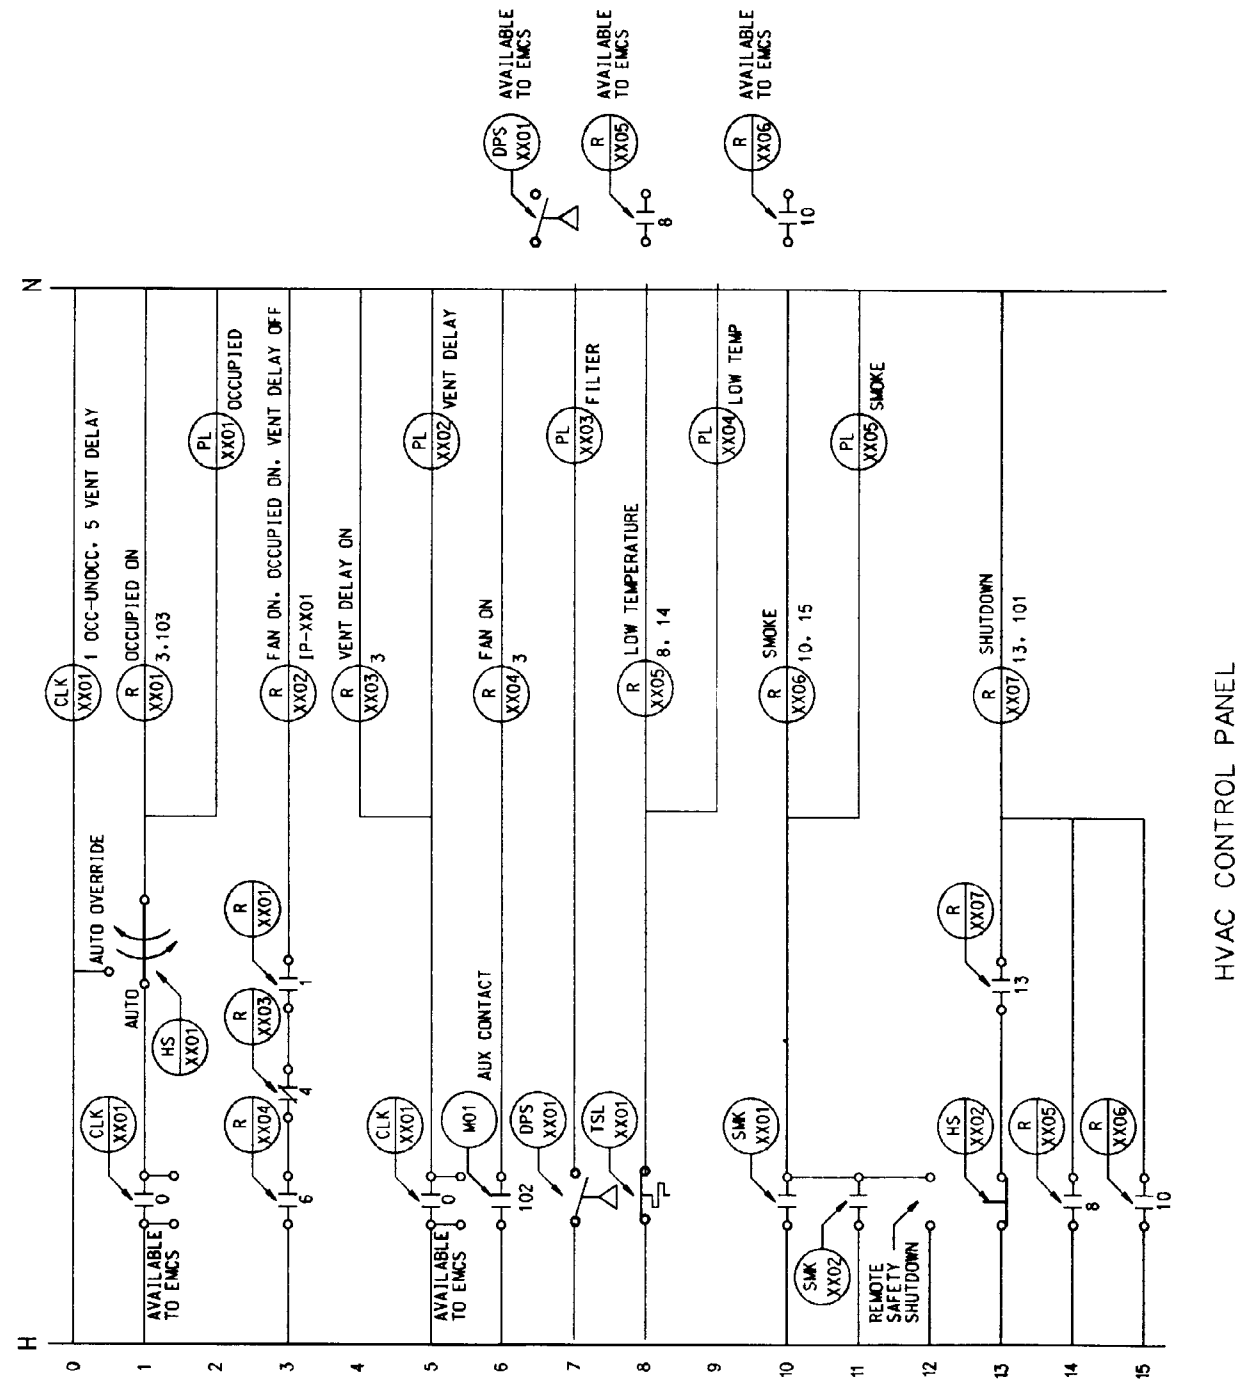 H
N
0
CLK
XX01
1 OCC-UNOCC, 5 VENT DELAY
AUTO OVERRIDE
1
AVAILABLE
TO EMCS
CLK
XX01
0
AUTO
HS
XX01
R
XX01
OCCUPIED ON
3,103
2
PL
XX01
OCCUPIED
3
R
XX04
6
R
XX03
4
R
XX01
1
R
XX02
FAN ON, OCCUPIED ON, VENT DELAY OFF
IP-XX01
4
R
XX03
VENT DELAY ON
3
5
AVAILABLE
TO EMCS
CLK
XX01
0
PL
XX02
VENT DELAY
6
M01
102
AUX CONTACT
R
XX04
FAN ON
3
7
DPS
XX01
PL
XX03
FILTER
8
TSL
XX01
R
XX05
LOW TEMPERATURE
8, 14
9
PL
XX04
LOW TEMP
10
SMK
XX01
R
XX06
SMOKE
10, 15
11
SMK
XX02
PL
XX05
SMOKE
12
REMOTE
SAFETY
SHUTDOWN
13
HS
XX02
R
XX07
13
R
XX07
SHUTDOWN
13, 101
14
R
XX05
8
15
R
XX06
10
DPS
XX01
AVAILABLE
TO EMCS
R
XX05
8
AVAILABLE
TO EMCS
R
XX06
10
AVAILABLE
TO EMCS
HVAC CONTROL PANEL